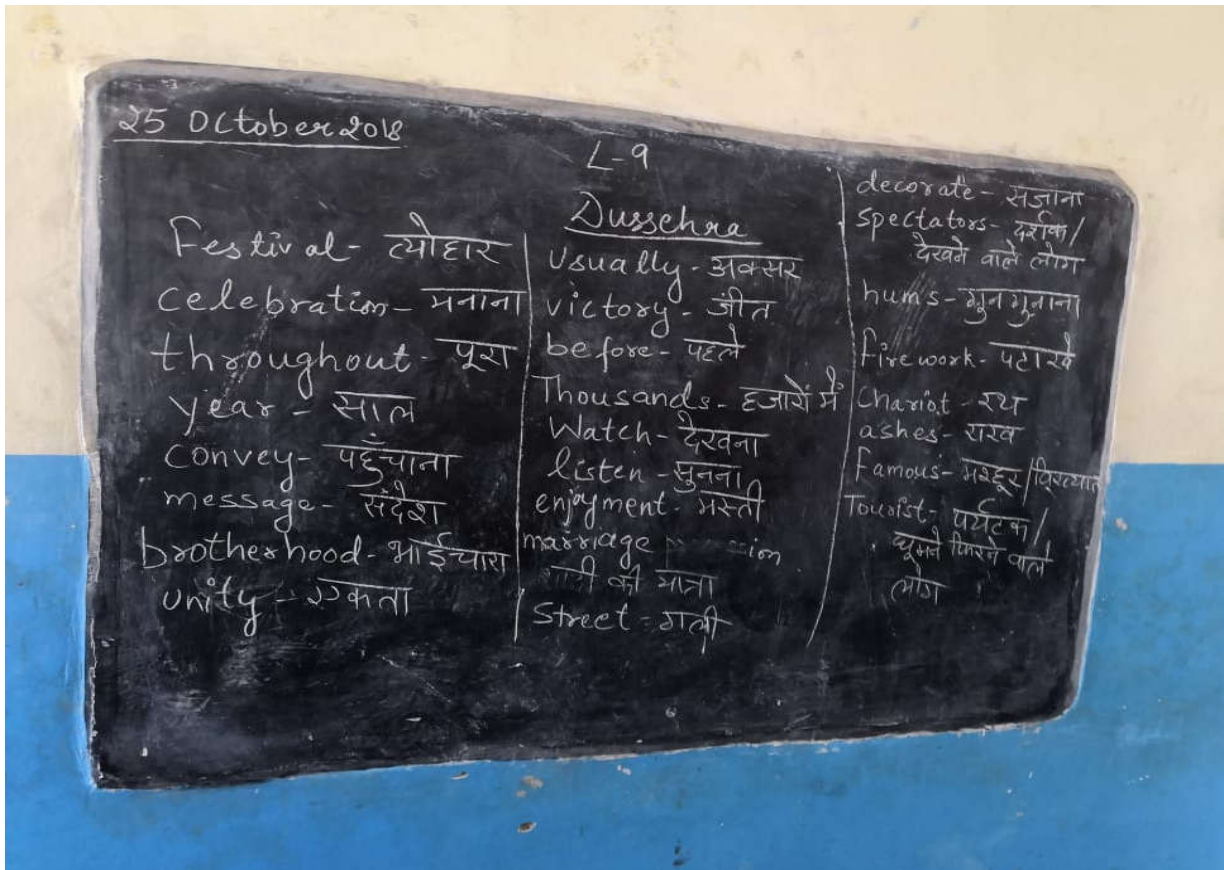 25 October 2018
L-9
Dussehra
Festival - त्योहार
Celebration - मनाना
throughout - पूरा
year - साल
Convey - पहुँचाना
message - संदेश
brotherhood - भाईचारा
Unity - एकता
Usually - अक्सर
victory - जीत
before - पहले
Thousands - हजारों में
Watch - देखना
listen - सुनना
enjoyment - मस्ती
marriage
की यात्रा
Street - गली
decorate - सजाना
Spectators - दर्शक /
देखने वाले लोग
hums - गुनगुनाना
firework - पटाखे
Chariot - रथ
ashes - राख
famous - मशहूर / विख्यात
Tourist - पर्यटक /
घूमने फिरने वाले
लोग